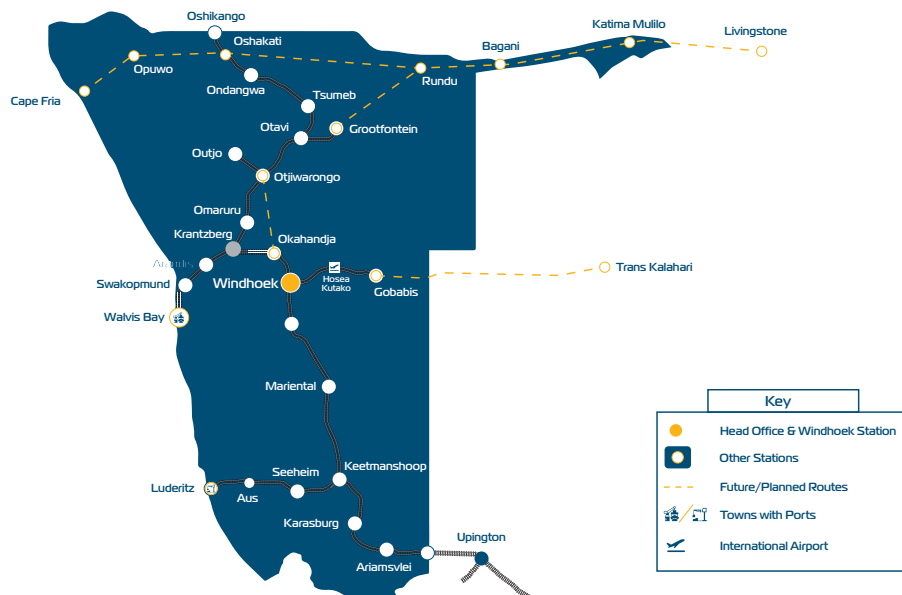 Oshikango
Katima Mulilo
Livingstone
Oshakati
Bagani
Opuwo
Ondangwa
Rundu
Cape Fria
Tsumeb
Otavi
Grootfontein
Outjo
Otjiwarongo
Omaruru
Krantzberg
Okahandja
Arandis
Trans Kalahari
Swakopmund
Windhoek
Hosea
Kutako
Gobabis
Walvis Bay
Mariental
Key
Head Office & Windhoek Station
Other Stations
Future/Planned Routes
Towns with Ports
International Airport
Keetmanshoop
Seeheim
Luderitz
Aus
Karasburg
Upington
Ariamsvlei